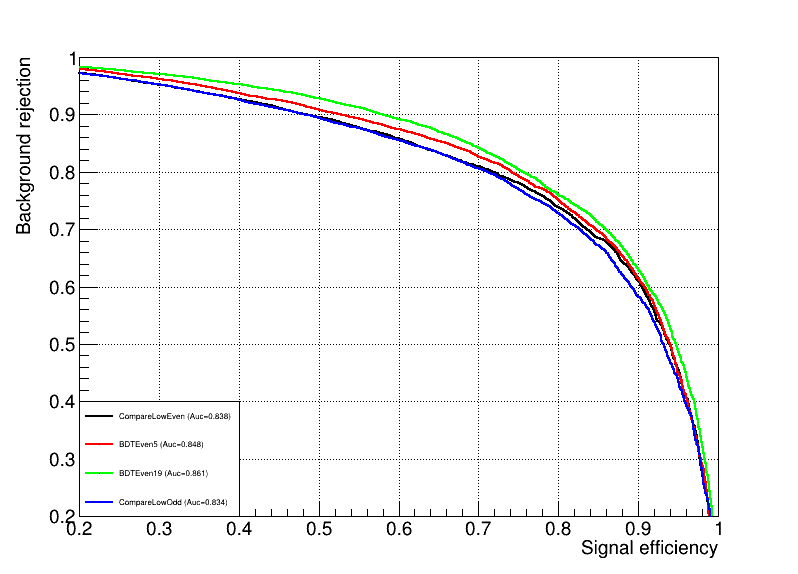 Background rejection
1
0.9
0.8
0.7
0.6
0.5
0.4
0.3
0.2
CompareLowEven (Auc=0.838)
BDTEven5 (Auc=0.848)
BDTEven19 (Auc=0.861)
CompareLowOdd (Auc=0.834)
0.2 0.3 0.4 0.5 0.6 0.7 0.8 0.9 1
Signal efficiency